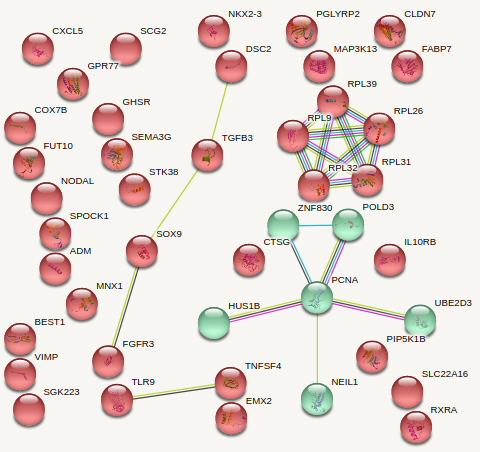 NKX2-3
PGLYRP2
CLDN7
CXCL5
SCG2
DSC2
MAP3K13
FABP7
GPR77
RPL39
GHSR
COX7B
RPL9
RPL26
FUT10
SEMA3G
TGFB3
RPL32
RPL31
STK38
NODAL
ZNF830
POLD3
SPOCK1
SOX9
CTSG
IL10RB
ADM
PCNA
MNX1
HUS1B
UBE2D3
BEST1
FGFR3
PIP5K1B
VIMP
TLR9
TNFSF4
NEIL1
SLC22A16
SGK223
EMX2
RXRA